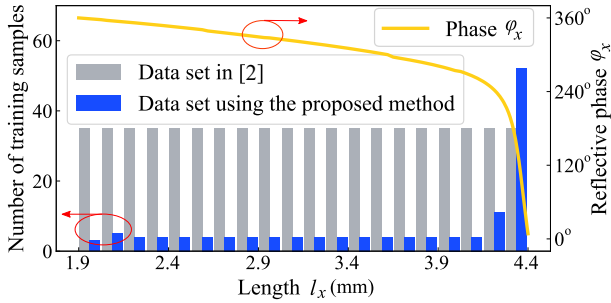 Number of training samples
60
40
20
0
Phase φx
Data set in [2]
Data set using the proposed method
360°
240°
120°
0°
Reflective phase φx
1.9
2.4
2.9
3.4
3.9
4.4
Length lx (mm)